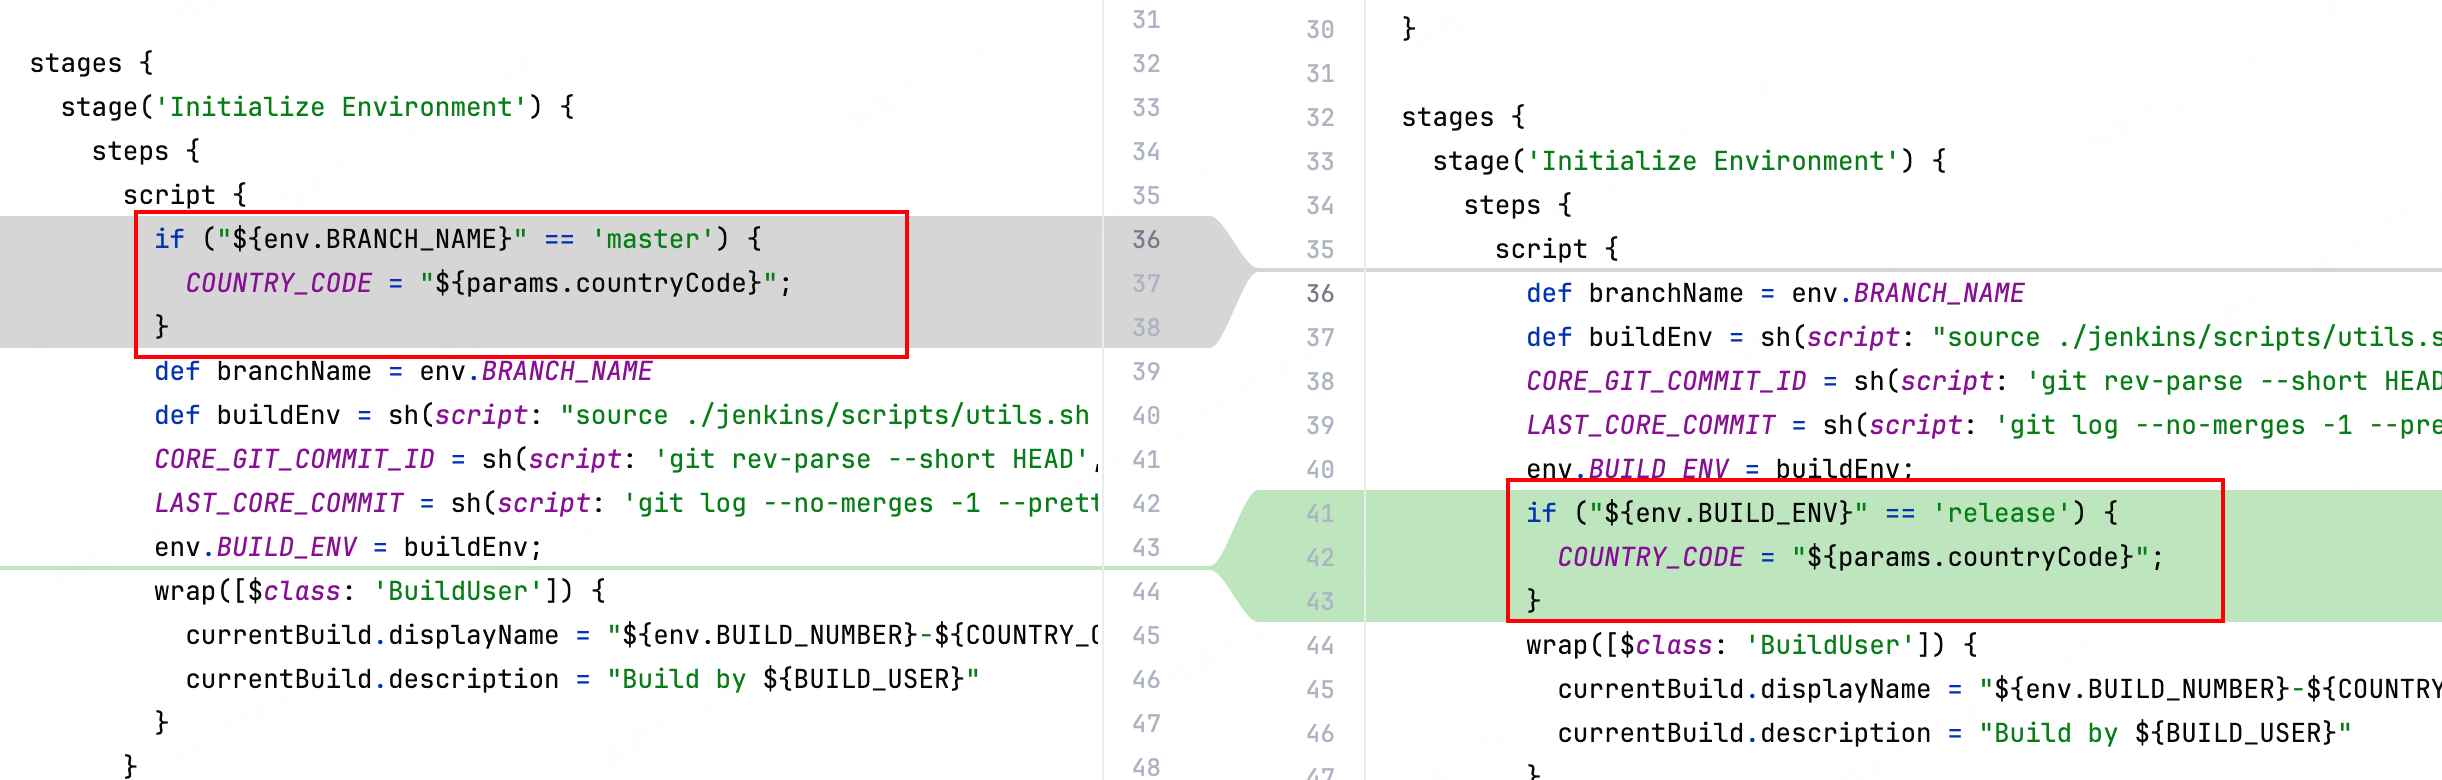 stages {
stage('Initialize Environment') {
steps {
script {
if ("${env.BRANCH_NAME}" == 'master') {
COUNTRY_CODE = "${params.countryCode}";
}
def branchName = env.BRANCH_NAME
def buildEnv = sh(script: "source ./jenkins/scripts/utils.sh
CORE_GIT_COMMIT_ID = sh(script: 'git rev-parse --short HEAD',
LAST_CORE_COMMIT = sh(script: 'git log --no-merges -1 --prett
env.BUILD_ENV = buildEnv;
wrap([$class: 'BuildUser']) {
currentBuild.displayName = "${env.BUILD_NUMBER}-${COUNTRY_C
currentBuild.description = "Build by ${BUILD_USER}"
}
}
31
32
33
34
35
36
37
38
39
40
41
42
43
44
45
46
47
48
30 }
31
32 stages {
33 stage('Initialize Environment') {
34 steps {
35 script {
36 def branchName = env.BRANCH_NAME
37 def buildEnv = sh(script: "source ./jenkins/scripts/utils.s
38 CORE_GIT_COMMIT_ID = sh(script: 'git rev-parse --short HEAD
39 LAST_CORE_COMMIT = sh(script: 'git log --no-merges -1 --pre
40 env.BUILD_ENV = buildEnv;
41 if ("${env.BUILD_ENV}" == 'release') {
42 COUNTRY_CODE = "${params.countryCode}";
43 }
44 wrap([$class: 'BuildUser']) {
45 currentBuild.displayName = "${env.BUILD_NUMBER}-${COUNTRY
46 currentBuild.description = "Build by ${BUILD_USER}"
47 }